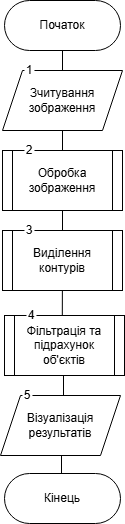 Початок
1
Зчитування
зображення
2
Обробка
зображення
3
Виділення
контурів
4
Фільтрація та
підрахунок
об'єктів
5
Візуалізація
результатів
Кінець